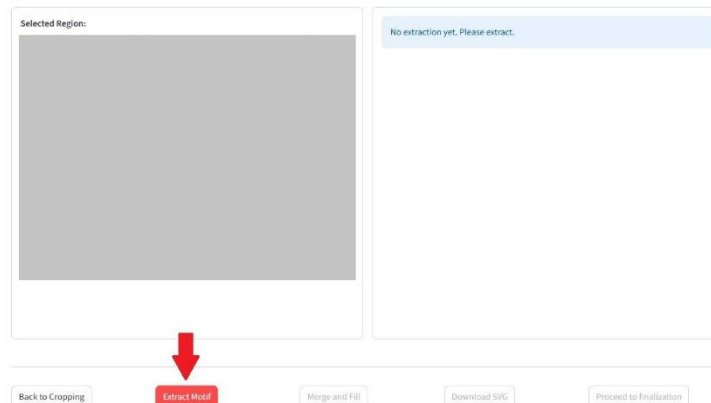 Selected Region:
No extraction yet. Please extract.
Back to Cropping
Extract Motif
Merge and Fill
Download SVG
Proceed to finalization